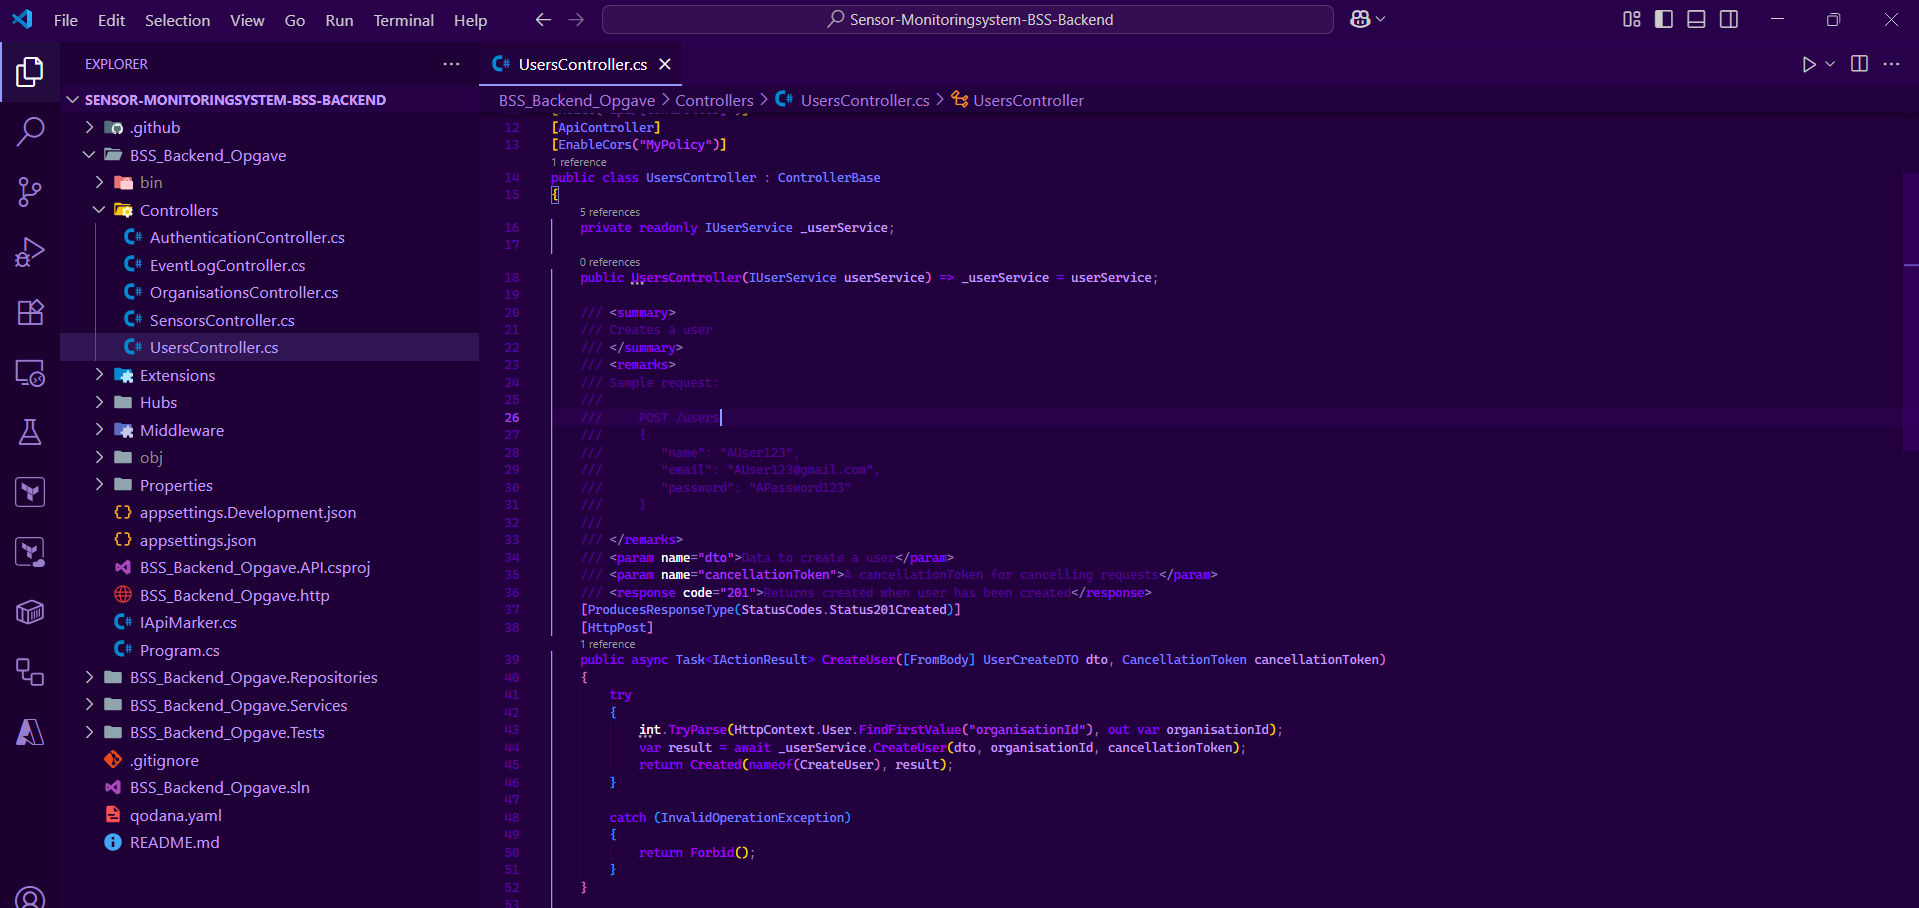 File Edit Selection View Go Run Terminal Help
Sensor-Monitoringsystem-BSS-Backend
EXPLORER
SENSOR-MONITORINGSYSTEM-BSS-BACKEND
.github
BSS_Backend_Opgave
bin
Controllers
AuthenticationController.cs
EventLogController.cs
OrganisationsController.cs
SensorsController.cs
UsersController.cs
Extensions
Hubs
Middleware
obj
Properties
appsettings.Development.json
appsettings.json
BSS_Backend_Opgave.API.csproj
BSS_Backend_Opgave.http
IApiMarker.cs
Program.cs
BSS_Backend_Opgave.Repositories
BSS_Backend_Opgave.Services
BSS_Backend_Opgave.Tests
.gitignore
BSS_Backend_Opgave.sln
qodana.yaml
README.md
UsersController.cs
BSS_Backend_Opgave > Controllers > UsersController.cs > UsersController
12 [ApiController]
13 [EnableCors("MyPolicy")]
1 reference
14 public class UsersController : ControllerBase
15 {
5 references
16 private readonly IUserService _userService;
17
0 references
18 public UsersController(IUserService userService) => _userService = userService;
19
20 /// <summary>
21 /// Creates a user
22 /// </summary>
23 /// <remarks>
24 /// Sample request:
25 ///
26 /// POST /users
27 /// {
28 /// "name": "AUser123",
29 /// "email": "AUser123@gmail.com",
30 /// "password": "APassword123"
31 /// }
32 ///
33 /// </remarks>
34 /// <param name="dto">Data to create a user</param>
35 /// <param name="cancellationToken">A cancellationToken for cancelling requests</param>
36 /// <response code="201">Returns created when user has been created</response>
37 [ProducesResponseType(StatusCodes.Status201Created)]
38 [HttpPost]
1 reference
39 public async Task<IActionResult> CreateUser([FromBody] UserCreateDTO dto, CancellationToken cancellationToken)
40 {
41 try
42 {
43 int.TryParse(HttpContext.User.FindFirstValue("organisationId"), out var organisationId);
44 var result = await _userService.CreateUser(dto, organisationId, cancellationToken);
45 return Created(nameof(CreateUser), result);
46 }
47
48 catch (InvalidOperationException)
49 {
50 return Forbid();
51 }
52 }
53